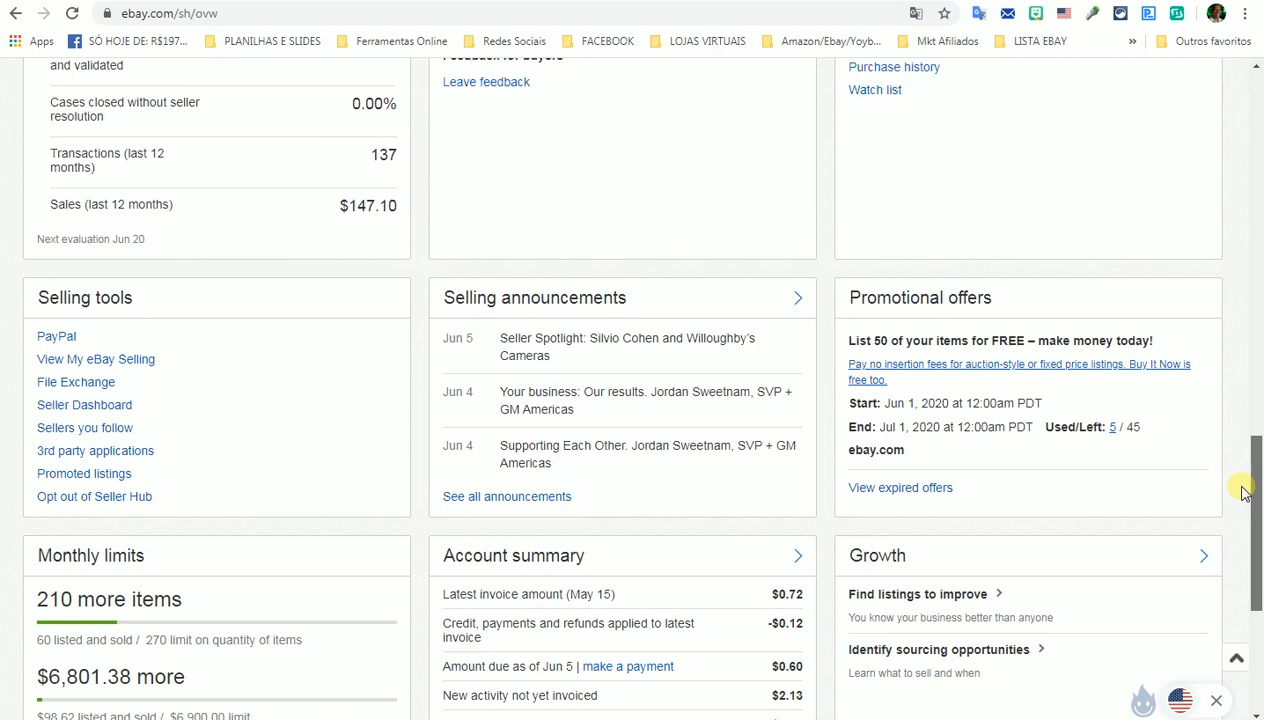 ebay.com/sh/ovw
Apps
SÓ HOJE DE: R$197...
PLANILHAS E SLIDES
Ferramentas Online
Redes Sociais
FACEBOOK
LOJAS VIRTUAIS
Amazon/Ebay/Yoyb...
Mkt Afiliados
LISTA EBAY
»
Outros favoritos
and validated
Cases closed without seller
resolution
0.00%
Transactions (last 12
months)
137
Sales (last 12 months)
$147.10
Next evaluation Jun 20
Feedback for buyers
Leave feedback
Purchase history
Watch list
Selling tools
PayPal
View My eBay Selling
File Exchange
Seller Dashboard
Sellers you follow
3rd party applications
Promoted listings
Opt out of Seller Hub
Selling announcements
Jun 5 Seller Spotlight: Silvio Cohen and Willoughby's
Cameras
Jun 4 Your business: Our results. Jordan Sweetnam, SVP +
GM Americas
Jun 4 Supporting Each Other. Jordan Sweetnam, SVP + GM
Americas
See all announcements
Promotional offers
List 50 of your items for FREE – make money today!
Pay no insertion fees for auction-style or fixed price listings. Buy It Now is
free too.
Start: Jun 1, 2020 at 12:00am PDT
End: Jul 1, 2020 at 12:00am PDT Used/Left: 5 / 45
ebay.com
View expired offers
Monthly limits
210 more items
60 listed and sold / 270 limit on quantity of items
$6,801.38 more
$98.62 listed and sold / $6,900.00 limit
Account summary
Latest invoice amount (May 15) $0.72
Credit, payments and refunds applied to latest
invoice
-$0.12
Amount due as of Jun 5 | make a payment $0.60
New activity not yet invoiced $2.13
Growth
Find listings to improve
You know your business better than anyone
Identify sourcing opportunities
Learn what to sell and when